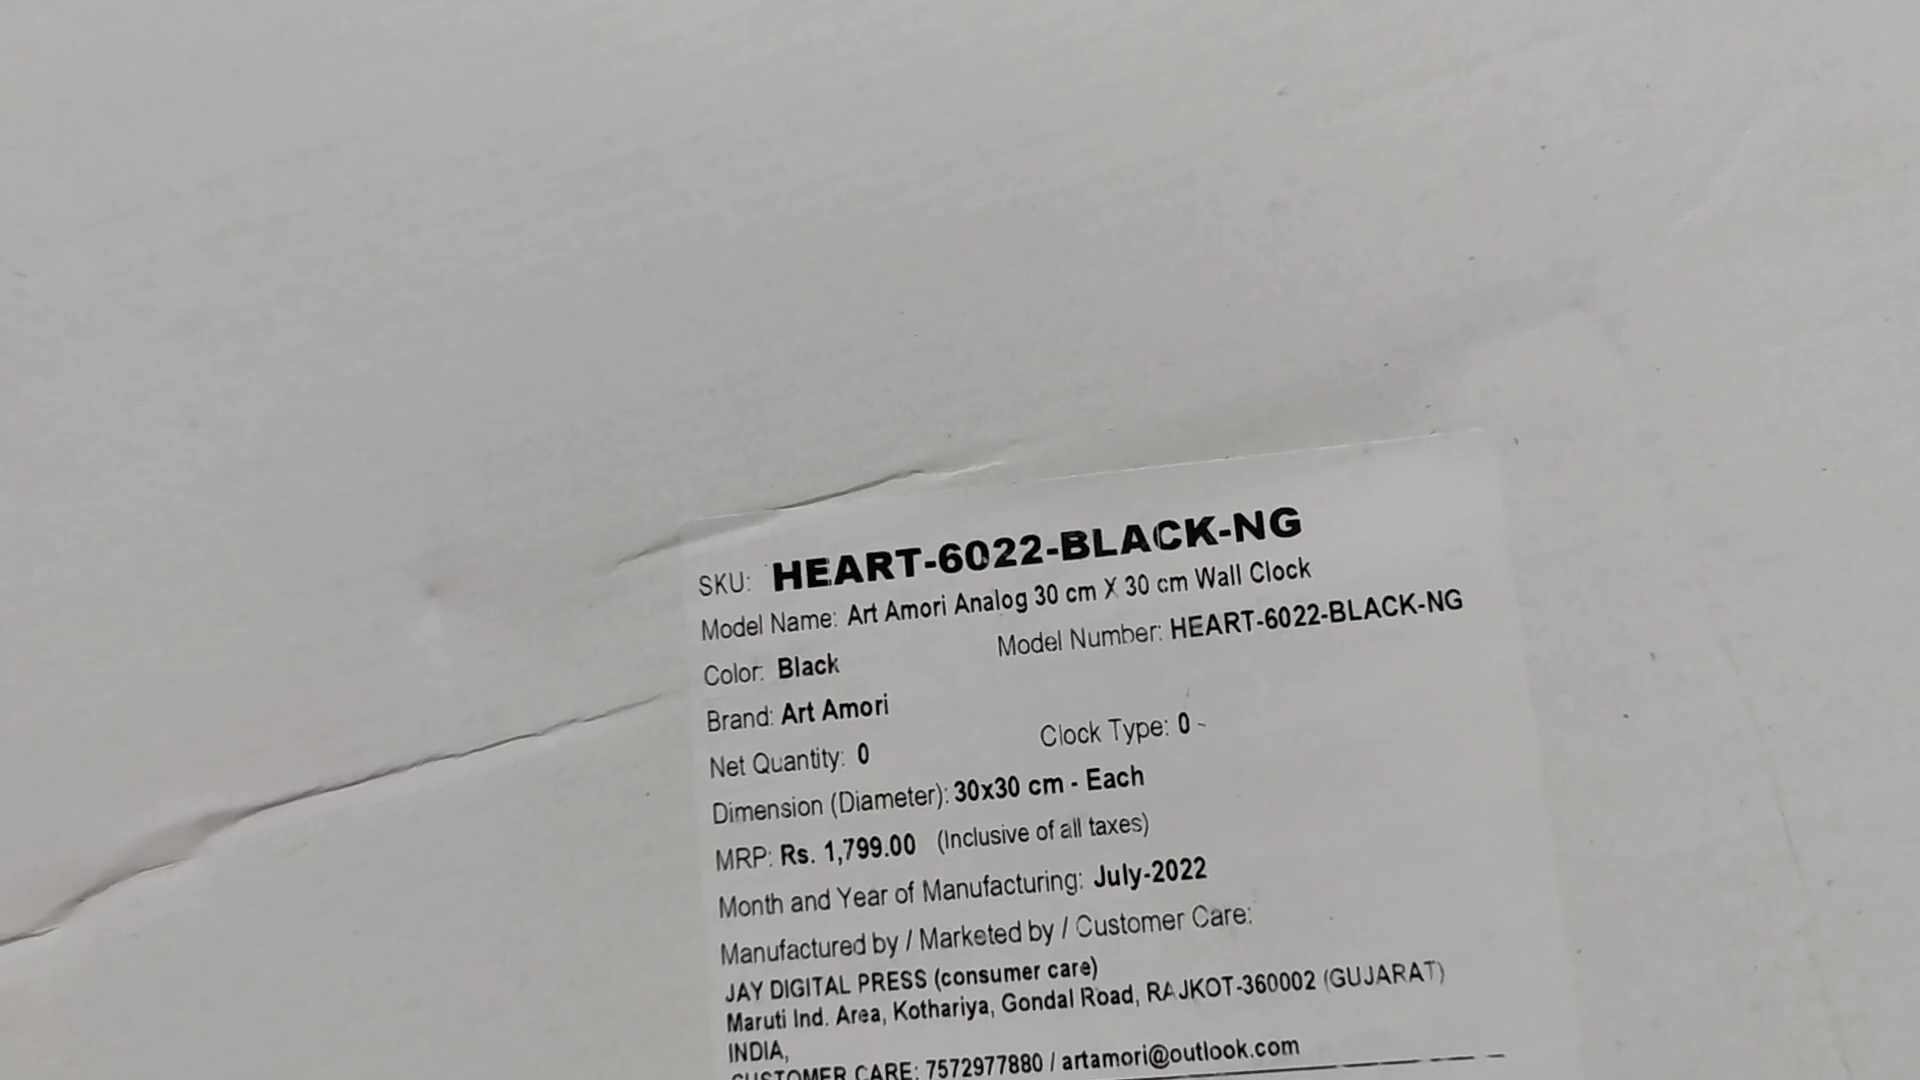 SKU: HEART-6022-BLACK-NG
Model Name: Art Amori Analog 30 cm X 30 cm Wall Clock
Color: Black Model Number: HEART-6022-BLACK-NG
Brand: Art Amori
Net Quantity: 0 Clock Type: 0
Dimension (Diameter): 30x30 cm - Each
MRP: Rs. 1,799.00 (Inclusive of all taxes)
Month and Year of Manufacturing: July-2022
Manufactured by / Marketed by / Customer Care:
JAY DIGITAL PRESS (consumer care)
Maruti Ind. Area, Kothariya, Gondal Road, RAJKOT-360002 (GUJARAT)
INDIA,
CUSTOMER CARE: 7572977880 / artamori@outlook.com